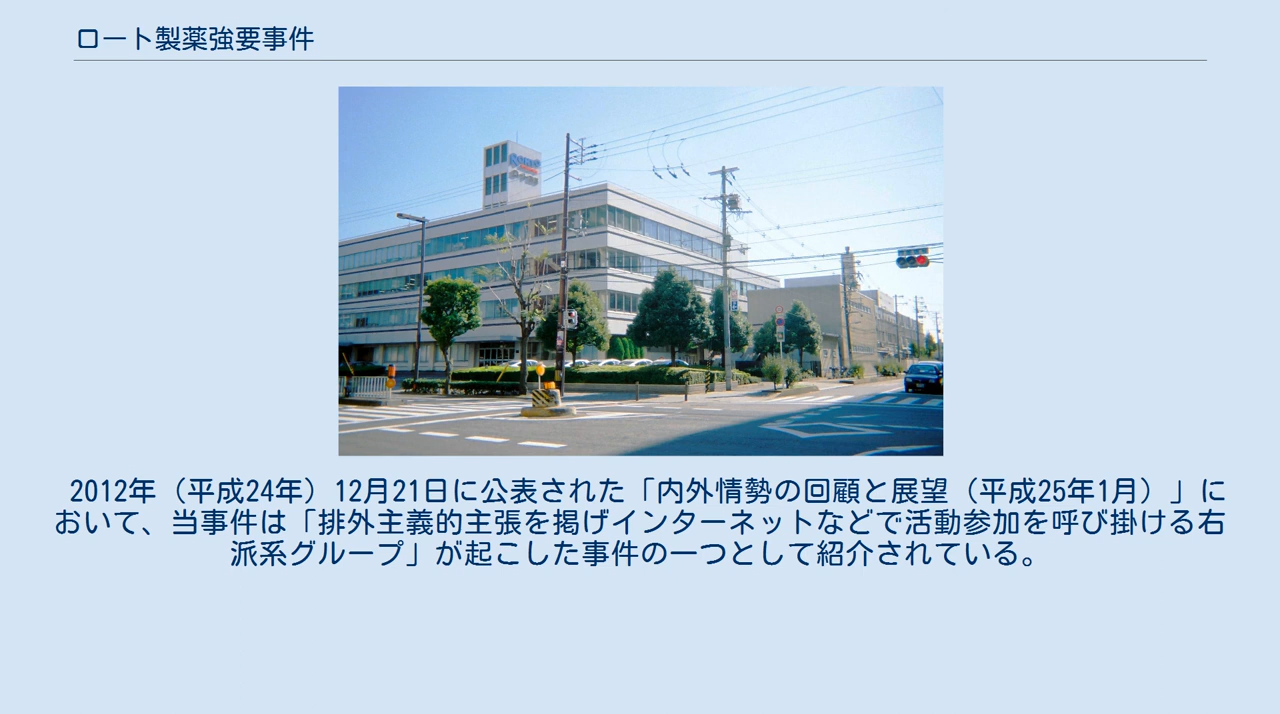 ロート製薬強要事件
ROHTO
2012年（平成24年）12月21日に公表された「内外情勢の回顧と展望（平成25年1月）」に
おいて、当事件は「排外主義的主張を掲げインターネットなどで活動参加を呼び掛ける右
派系グループ」が起こした事件の一つとして紹介されている。